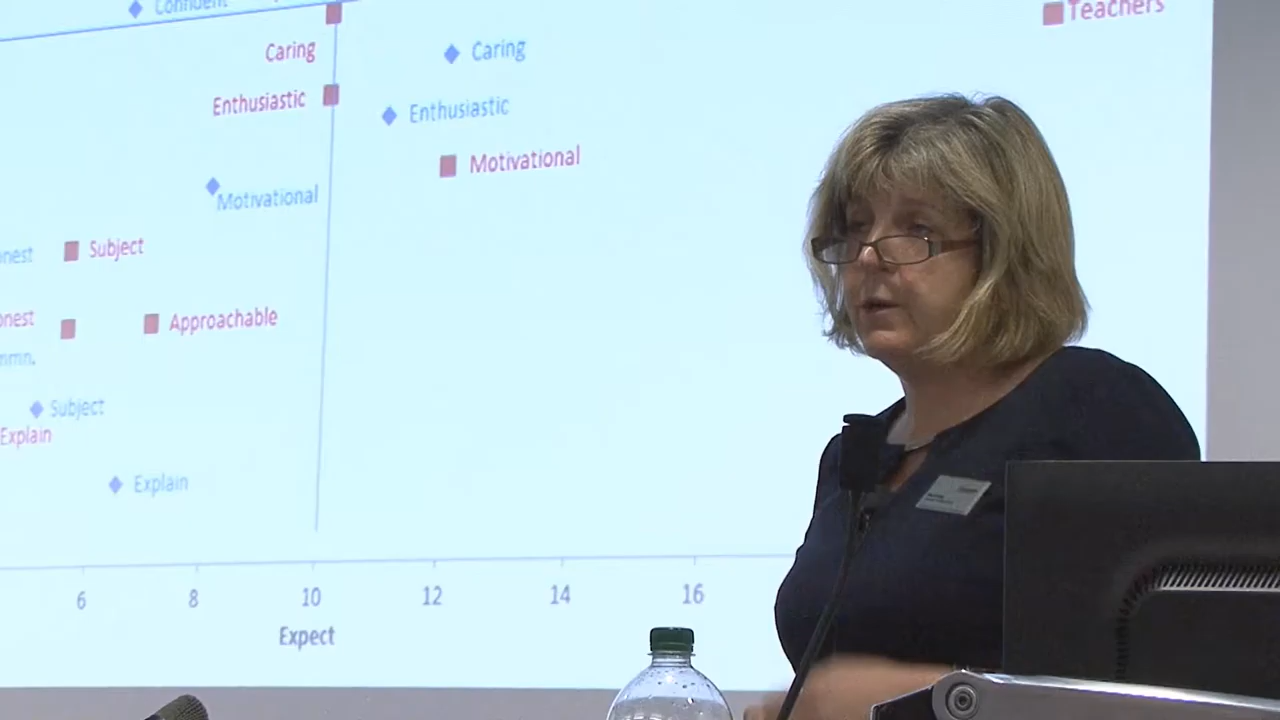 Confident
Teachers
Caring
Caring
Enthusiastic
Enthusiastic
Motivational
Motivational
onest
Subject
onest
Approachable
mmn.
Subject
Explain
Explain
6 8 10 12 14 16
Expect